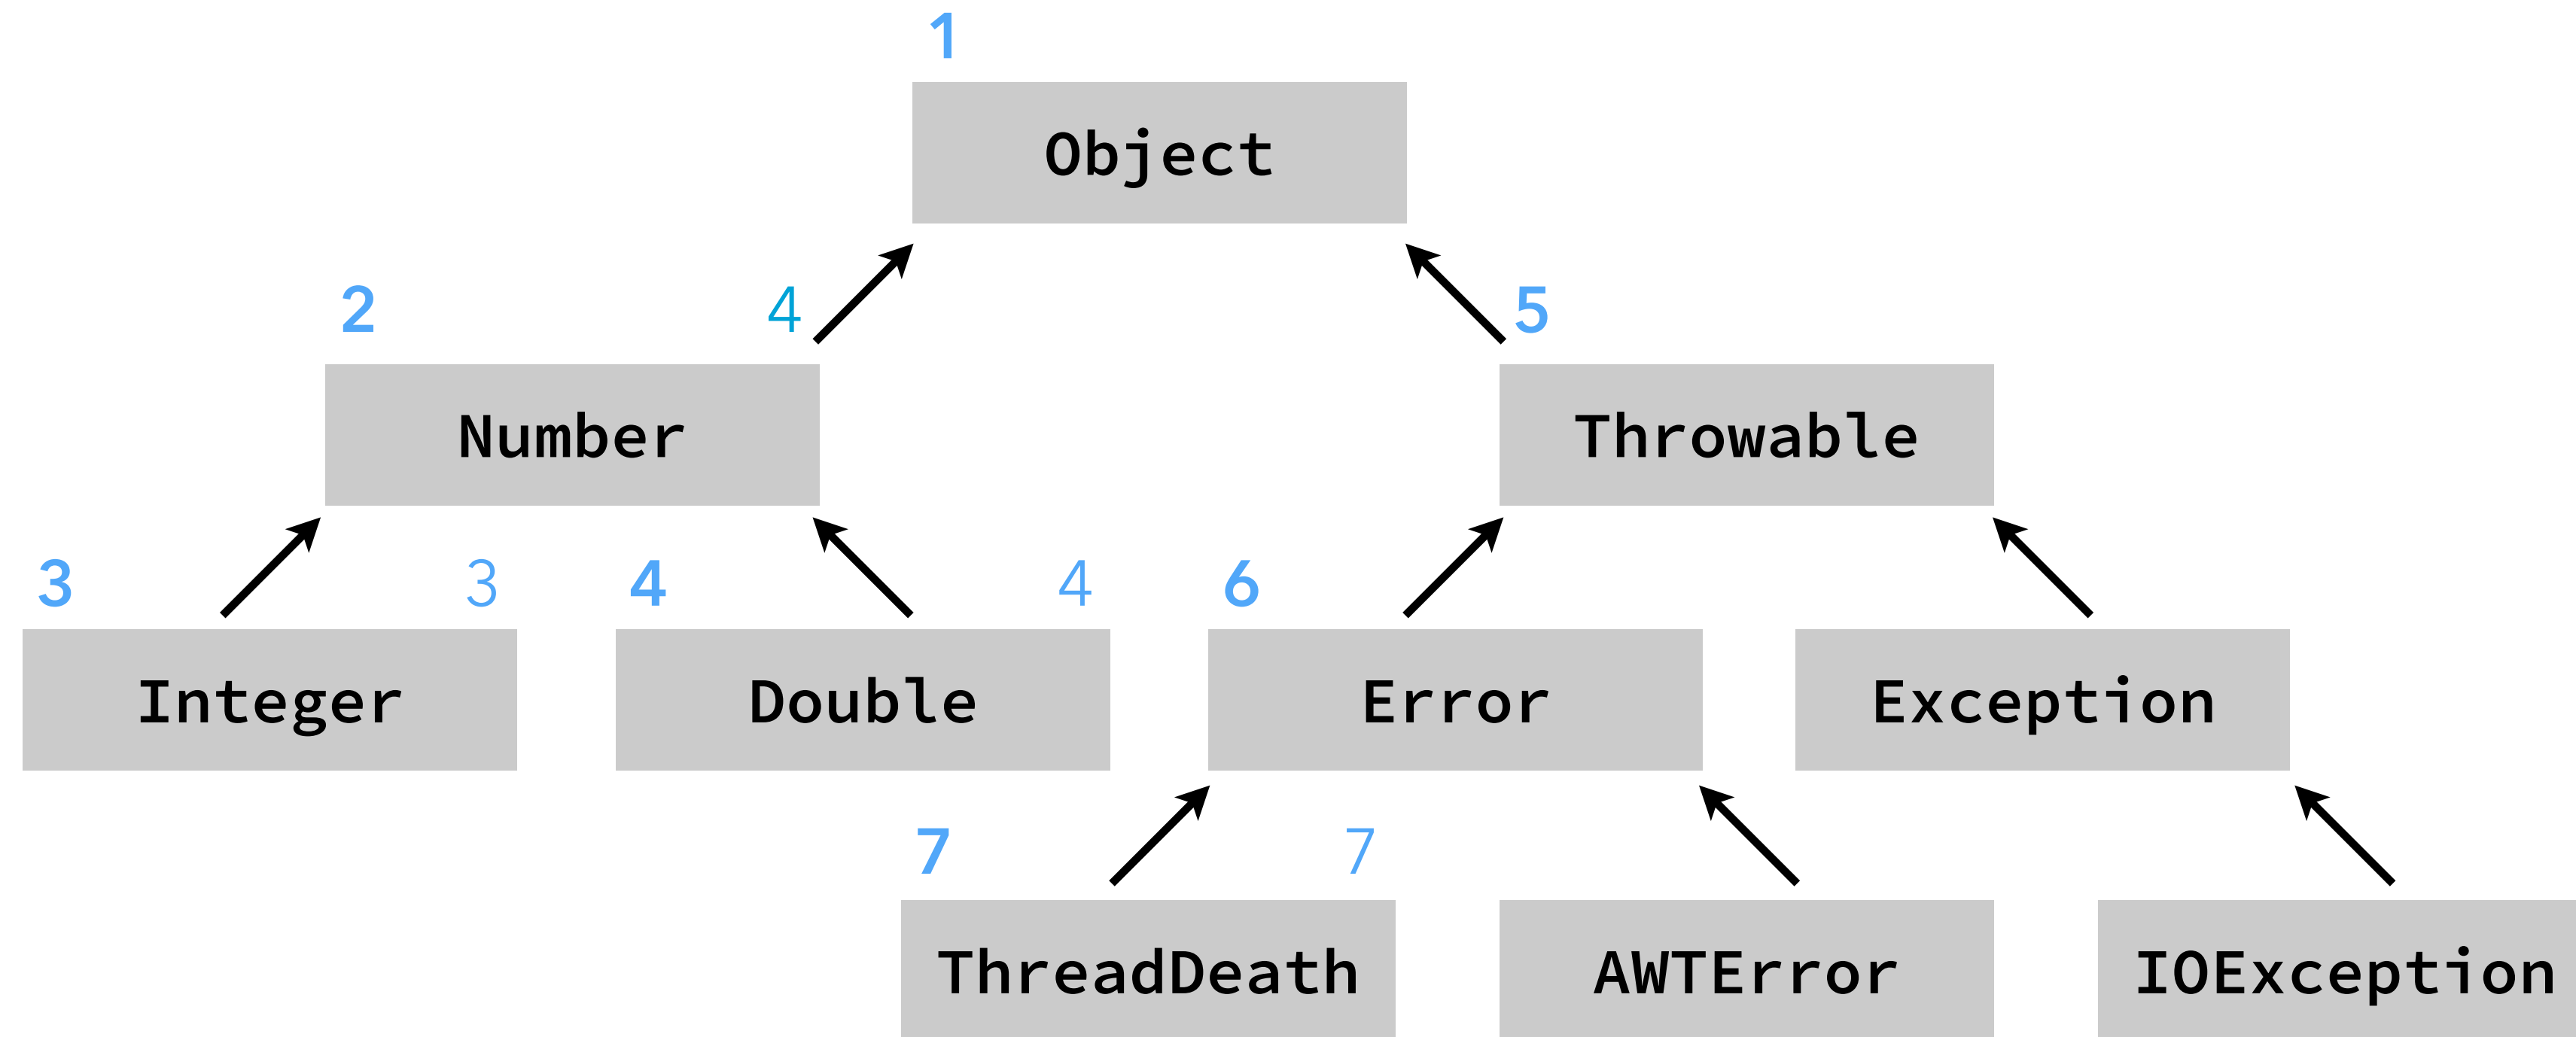 1
Object
2 4 5
Number Throwable
3 3 4 4 6
Integer Double Error Exception
7 7
ThreadDeath AWTError IOException